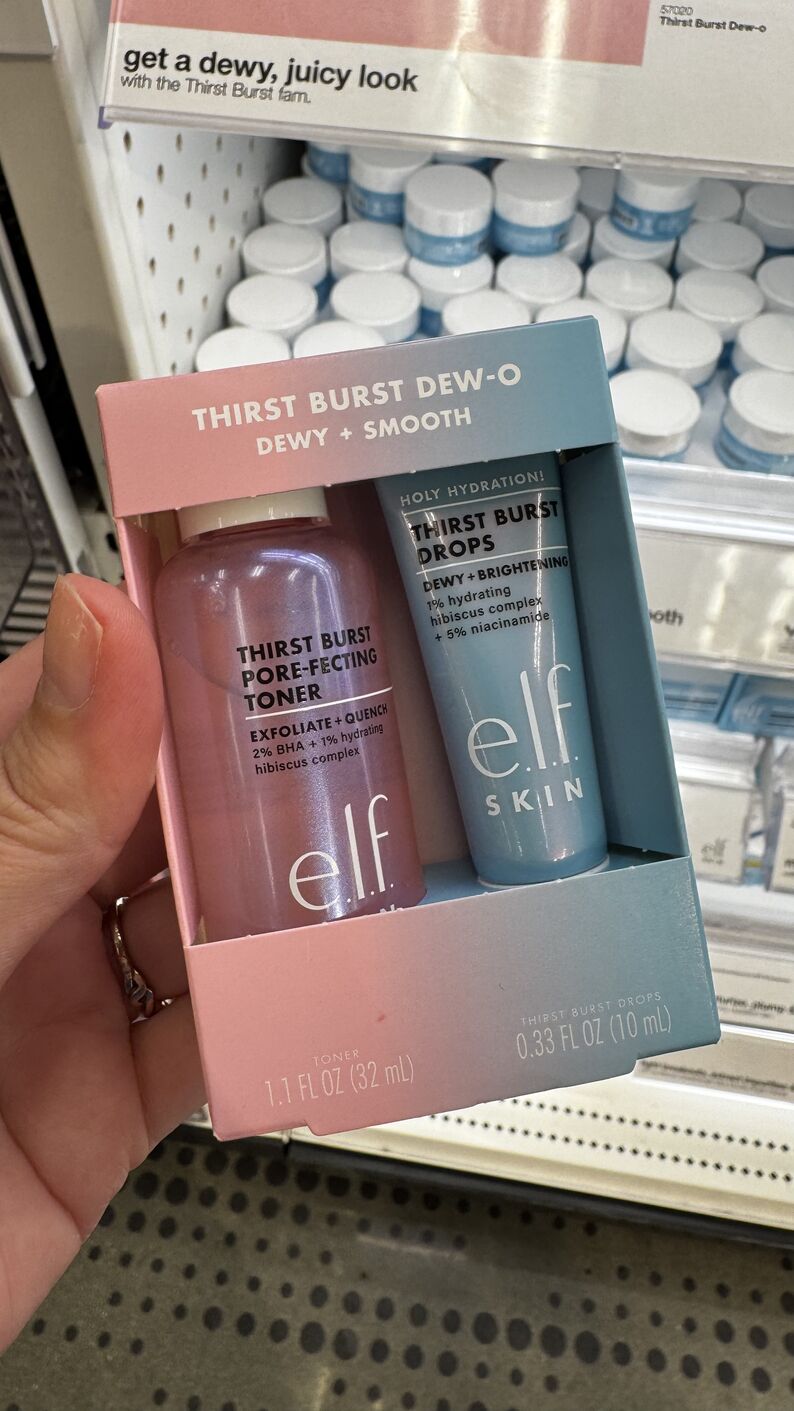 57020
Thirst Burst Dew-o
get a dewy, juicy look
with the Thirst Burst fam.
THIRST BURST DEW-O
DEWY + SMOOTH
HOLY HYDRATION!
THIRST BURST
DROPS
DEWY + BRIGHTENING
1% hydrating
hibiscus complex
+ 5% niacinamide
e.l.f.
SKIN
THIRST BURST
PORE-FECTING
TONER
EXFOLIATE + QUENCH
2% BHA + 1% hydrating
hibiscus complex
e.l.f.
TONER
1.1 FL OZ (32 mL)
THIRST BURST DROPS
0.33 FL OZ (10 mL)